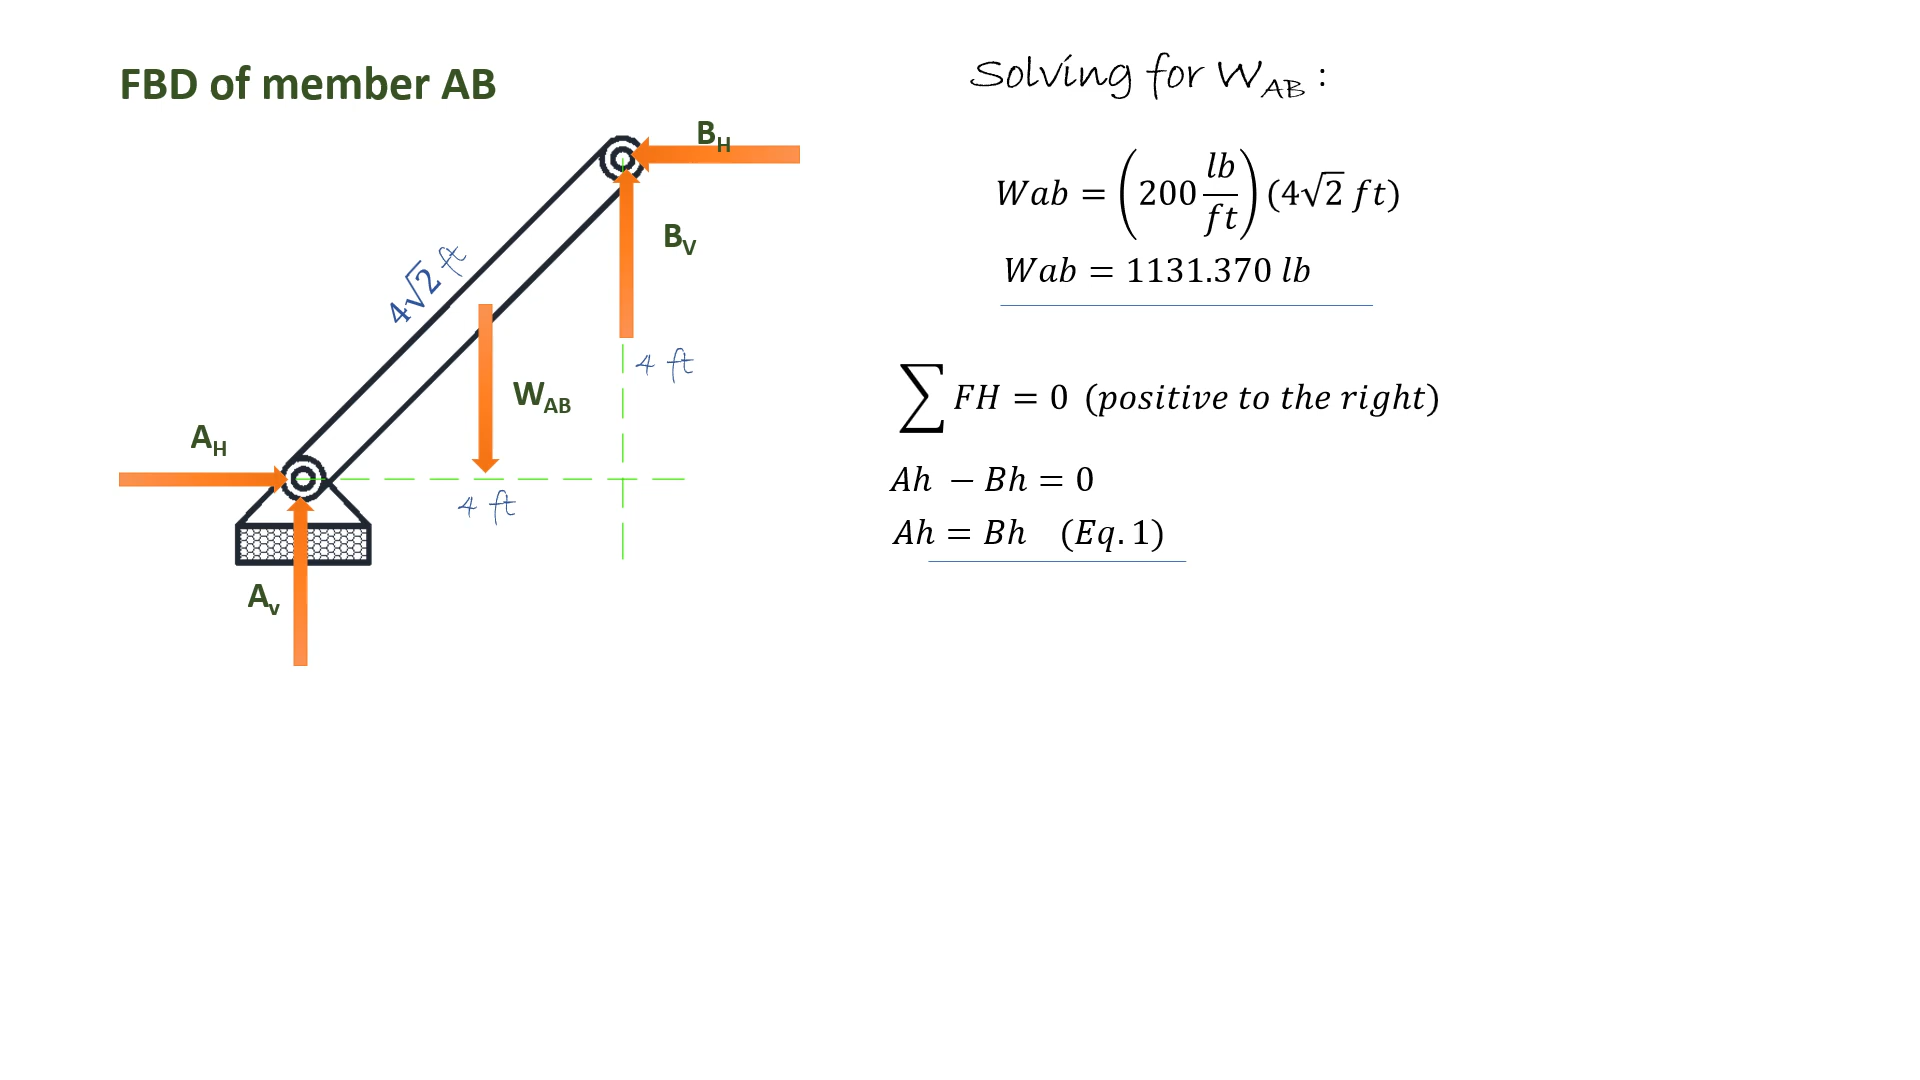 FBD of member AB
B_H
B_V
4√2 ft
W_AB
4 ft
A_H
4 ft
A_v
Solving for W_AB :
Wab = (200 lb/ft) (4√2 ft)
Wab = 1131.370 lb
∑ FH = 0 (positive to the right)
Ah − Bh = 0
Ah = Bh (Eq. 1)